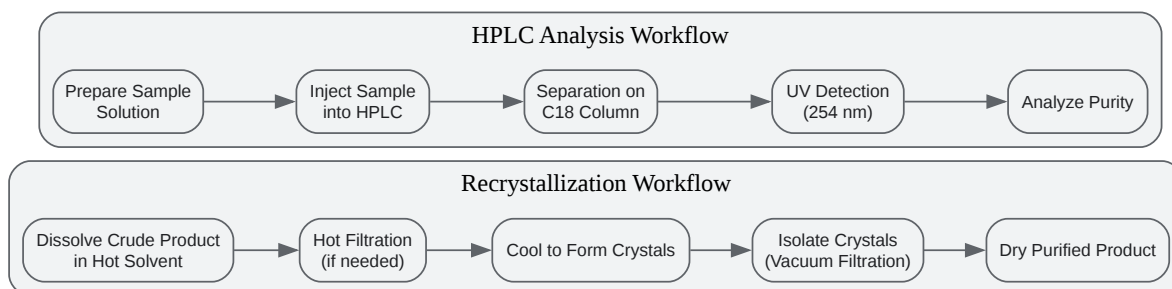 HPLC Analysis Workflow
Prepare Sample
Solution
Inject Sample
into HPLC
Separation on
C18 Column
UV Detection
(254 nm)
Analyze Purity
Recrystallization Workflow
Dissolve Crude Product
in Hot Solvent
Hot Filtration
(if needed)
Cool to Form Crystals
Isolate Crystals
(Vacuum Filtration)
Dry Purified Product